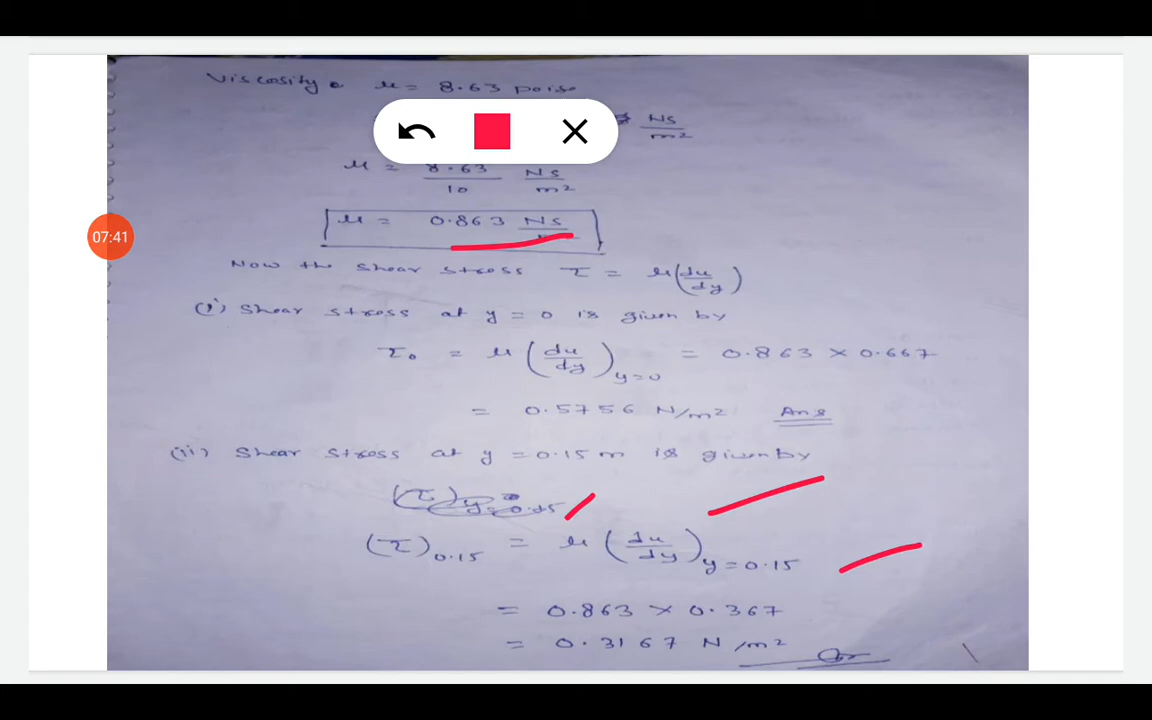 Viscosity μ = 8.63 poise
Ns/m²
μ = 8.63/10 Ns/m²
μ = 0.863 Ns
07:41
Now the shear stress τ = μ(du/dy)
(i) Shear stress at y = 0 is given by
τ₀ = μ (du/dy)y=0 = 0.863 × 0.667
= 0.5756 N/m² Ans
(ii) Shear stress at y = 0.15 m is given by
(τ)0.15 = μ (du/dy)y=0.15
= 0.863 × 0.367
= 0.3167 N/m²